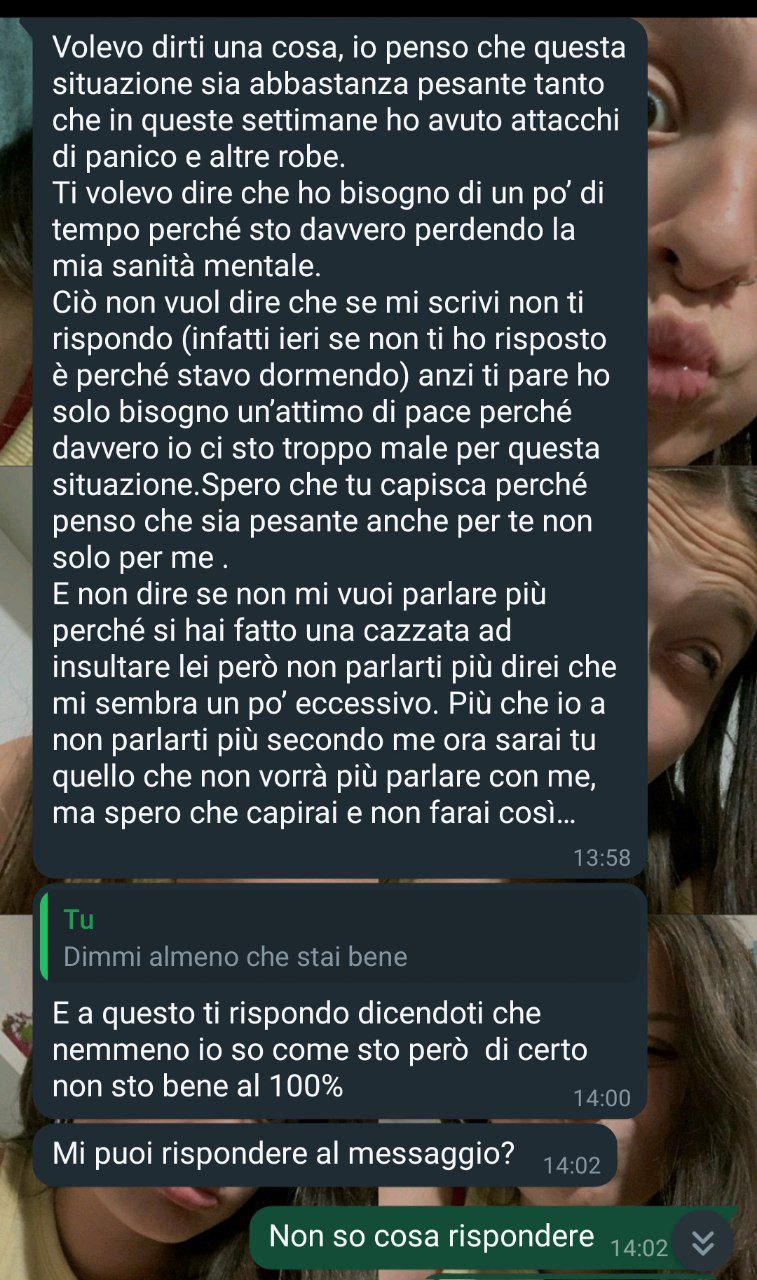 Volevo dirti una cosa, io penso che questa
situazione sia abbastanza pesante tanto
che in queste settimane ho avuto attacchi
di panico e altre robe.
Ti volevo dire che ho bisogno di un po’ di
tempo perché sto davvero perdendo la
mia sanità mentale.
Ciò non vuol dire che se mi scrivi non ti
rispondo (infatti ieri se non ti ho risposto
è perché stavo dormendo) anzi ti pare ho
solo bisogno un’attimo di pace perché
davvero io ci sto troppo male per questa
situazione.Spero che tu capisca perché
penso che sia pesante anche per te non
solo per me .
E non dire se non mi vuoi parlare più
perché si hai fatto una cazzata ad
insultare lei però non parlarti più direi che
mi sembra un po’ eccessivo. Più che io a
non parlarti più secondo me ora sarai tu
quello che non vorrà più parlare con me,
ma spero che capirai e non farai così...
13:58
Tu
Dimmi almeno che stai bene
E a questo ti rispondo dicendoti che
nemmeno io so come sto però  di certo
non sto bene al 100%
14:00
Mi puoi rispondere al messaggio? 14:02
Non so cosa rispondere 14:02